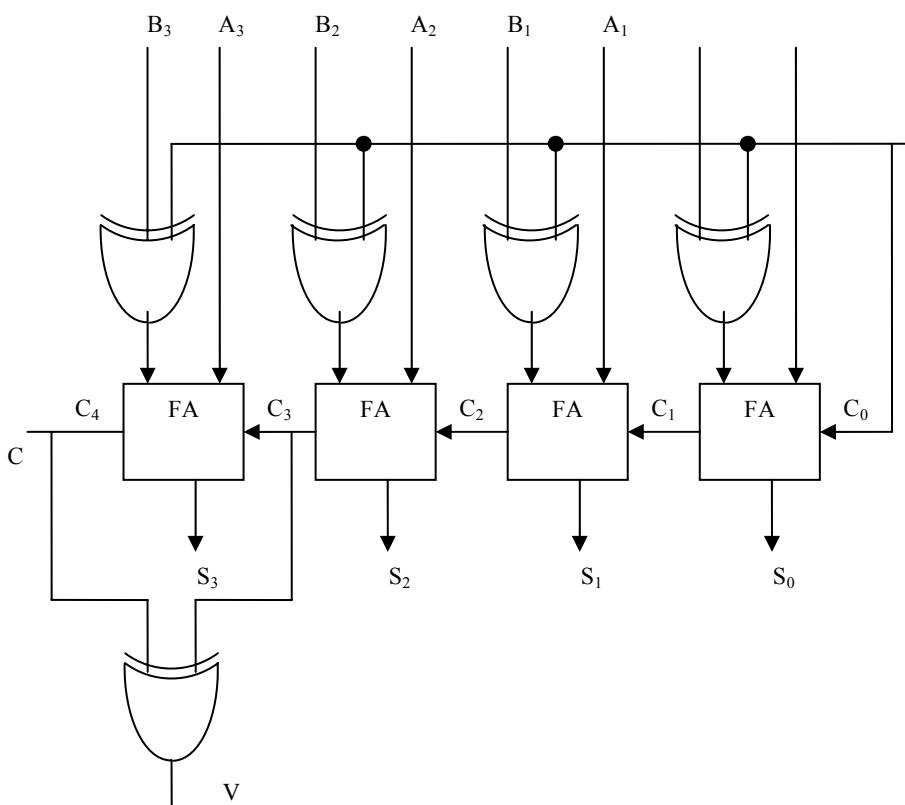 B₃ A₃ B₂ A₂ B₁ A₁
FA FA FA FA
C₄ C₃ C₂ C₁ C₀
C
S₃ S₂ S₁ S₀
V